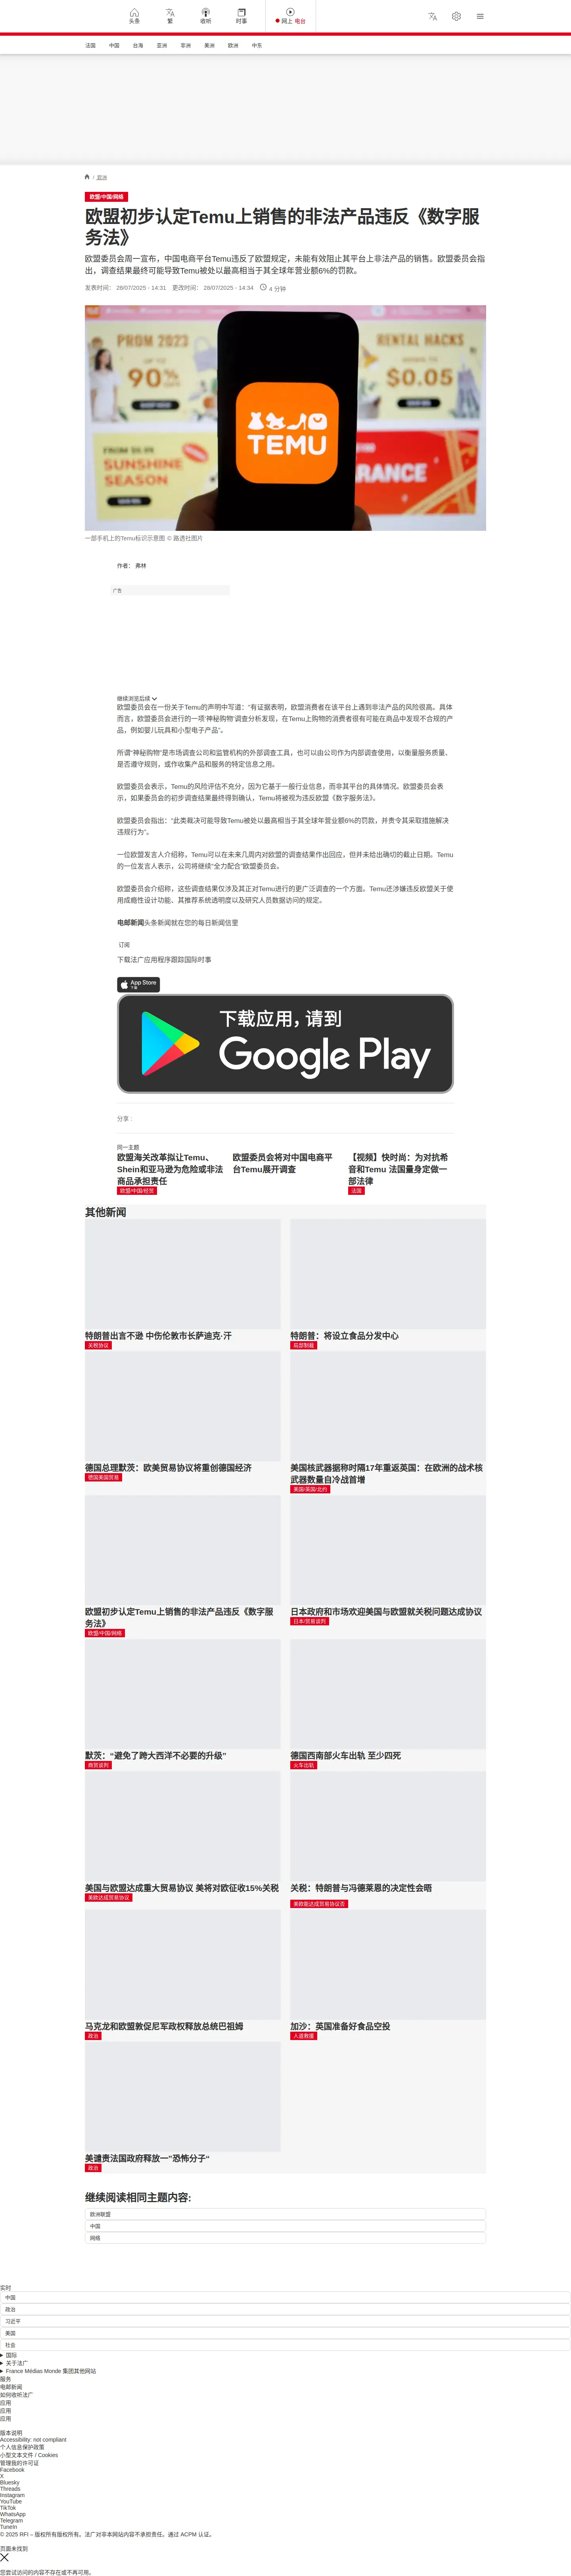 头条
繁
收听
时事
网上 电台
法国
中国
台海
亚洲
非洲
美洲
欧洲
中东
/ 欧洲
欧盟/中国/网络
欧盟初步认定Temu上销售的非法产品违反《数字服
务法》
欧盟委员会周一宣布，中国电商平台Temu违反了欧盟规定，未能有效阻止其平台上非法产品的销售。欧盟委员会指
出，调查结果最终可能导致Temu被处以最高相当于其全球年营业额6%的罚款。
发表时间： 28/07/2025 - 14:31 更改时间： 28/07/2025 - 14:34 4 分钟
PROM 2023
UP TO
90%
RENTAL HACKS
$0.05
SUNSHINE
SEASON
TEMU
一部手机上的Temu标识示意图 © 路透社图片
作者： 弗林
广告
继续浏览后续
欧盟委员会在一份关于Temu的声明中写道：“有证据表明，欧盟消费者在该平台上遇到非法产品的风险很高。具体
而言，欧盟委员会进行的一项‘神秘购物’调查分析发现，在Temu上购物的消费者很有可能在商品中发现不合规的产
品，例如婴儿玩具和小型电子产品”。
所谓“神秘购物”是市场调查公司和监管机构的外部调查工具，也可以由公司作为内部调查使用，以衡量服务质量、
是否遵守规则，或作收集产品和服务的特定信息之用。
欧盟委员会表示，Temu的风险评估不充分，因为它基于一般行业信息，而非其平台的具体情况。欧盟委员会表
示，如果委员会的初步调查结果最终得到确认，Temu将被视为违反欧盟《数字服务法》。
欧盟委员会指出：“此类裁决可能导致Temu被处以最高相当于其全球年营业额6%的罚款，并责令其采取措施解决
违规行为”。
一位欧盟发言人介绍称，Temu可以在未来几周内对欧盟的调查结果作出回应，但并未给出确切的截止日期。Temu
的一位发言人表示，公司将继续“全力配合”欧盟委员会。
欧盟委员会介绍称，这些调查结果仅涉及其正对Temu进行的更广泛调查的一个方面。Temu还涉嫌违反欧盟关于使
用成瘾性设计功能、其推荐系统透明度以及研究人员数据访问的规定。
电邮新闻头条新闻就在您的每日新闻信里
订阅
下载法广应用程序跟踪国际时事
App Store
下载应用，请到
Google Play
分享 :
同一主题
欧盟海关改革拟让Temu、
Shein和亚马逊为危险或非法
商品承担责任
欧盟/中国/经贸
欧盟委员会将对中国电商平
台Temu展开调查
【视频】快时尚：为对抗希
音和Temu 法国量身定做一
部法律
法国
其他新闻
特朗普出言不逊 中伤伦敦市长萨迪克·汗
关税协议
特朗普：将设立食品分发中心
局部制裁
德国总理默茨：欧美贸易协议将重创德国经济
德国美国贸易
美国核武器据称时隔17年重返英国：在欧洲的战术核
武器数量自冷战首增
美国/英国/北约
欧盟初步认定Temu上销售的非法产品违反《数字服
务法》
欧盟/中国/网络
日本政府和市场欢迎美国与欧盟就关税问题达成协议
日本/贸易谈判
默茨：“避免了跨大西洋不必要的升级”
商贸谈判
德国西南部火车出轨 至少四死
火车出轨
美国与欧盟达成重大贸易协议 美将对欧征收15%关税
美欧达成贸易协议
关税：特朗普与冯德莱恩的决定性会晤
美欧能达成贸易协议否
马克龙和欧盟敦促尼军政权释放总统巴祖姆
政治
加沙：英国准备好食品空投
人道救援
美谴责法国政府释放一“恐怖分子”
政治
继续阅读相同主题内容:
欧洲联盟
中国
网络
实时
中国
政治
习近平
美国
社会
国际
关于法广
France Médias Monde 集团其他网站
服务
电邮新闻
如何收听法广
应用
应用
应用
版本说明
Accessibility: not compliant
个人信息保护政策
小型文本文件 / Cookies
管理我的许可证
Facebook
X
Bluesky
Threads
Instagram
YouTube
TikTok
WhatsApp
Telegram
TuneIn
© 2025 RFI – 版权所有版权所有。法广对非本网站内容不承担责任。通过 ACPM 认证。
页面未找到
您尝试访问的内容不存在或不再可用。